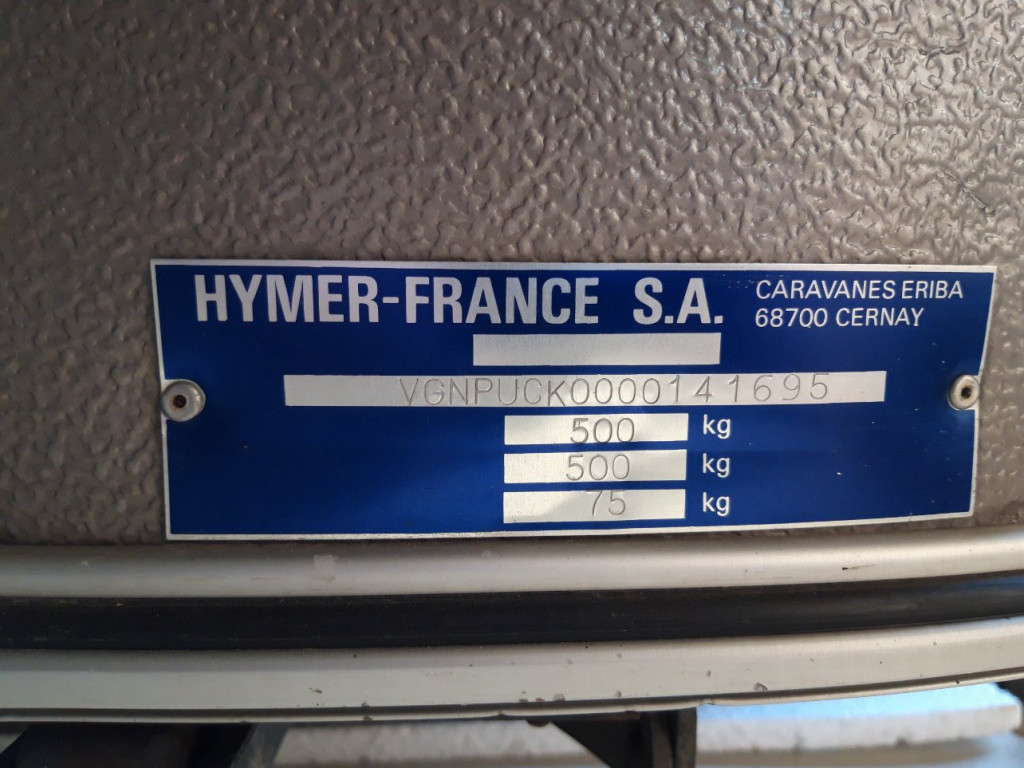 HYMER-FRANCE S.A.
CARAVANES ERIBA
68700 CERNAY
VGNPUCK0000141695
500 kg
500 kg
75 kg